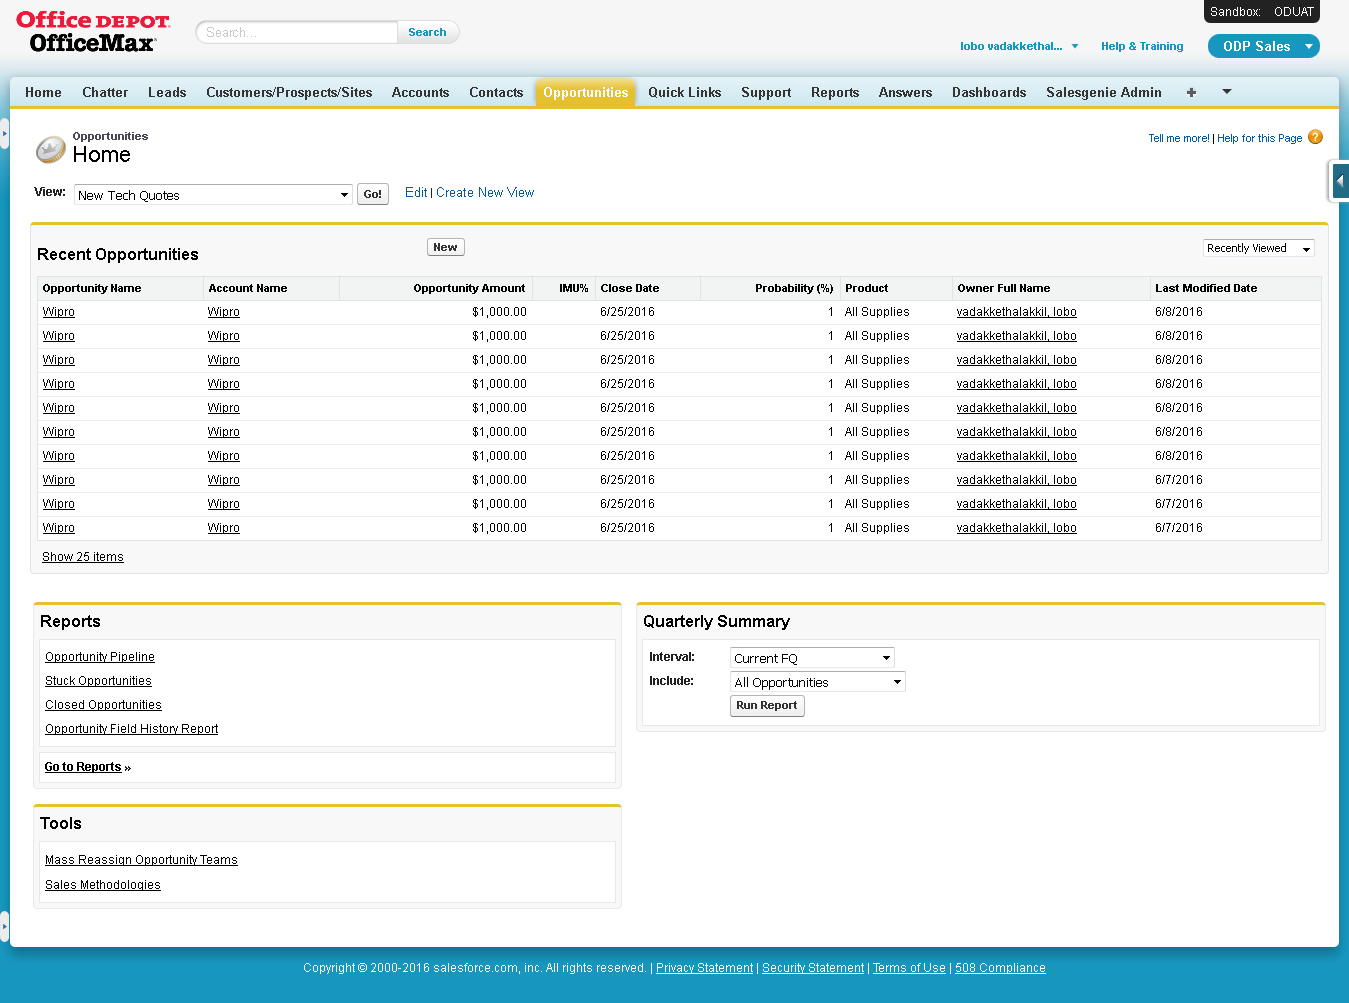 Office DEPOT.
OfficeMax
Search...
Search
Sandbox: ODUAT
lobo vadakkethal...
Help & Training
ODP Sales
Home Chatter Leads Customers/Prospects/Sites Accounts Contacts Opportunities Quick Links Support Reports Answers Dashboards Salesgenie Admin +
Opportunities
Home
Tell me more! | Help for this Page ?
View: New Tech Quotes Go! Edit | Create New View
Recent Opportunities New Recently Viewed
Opportunity Name Account Name Opportunity Amount IMU% Close Date Probability (%) Product Owner Full Name Last Modified Date
Wipro Wipro $1,000.00 6/25/2016 1 All Supplies vadakkethalakkil, lobo 6/8/2016
Wipro Wipro $1,000.00 6/25/2016 1 All Supplies vadakkethalakkil, lobo 6/8/2016
Wipro Wipro $1,000.00 6/25/2016 1 All Supplies vadakkethalakkil, lobo 6/8/2016
Wipro Wipro $1,000.00 6/25/2016 1 All Supplies vadakkethalakkil, lobo 6/8/2016
Wipro Wipro $1,000.00 6/25/2016 1 All Supplies vadakkethalakkil, lobo 6/8/2016
Wipro Wipro $1,000.00 6/25/2016 1 All Supplies vadakkethalakkil, lobo 6/8/2016
Wipro Wipro $1,000.00 6/25/2016 1 All Supplies vadakkethalakkil, lobo 6/8/2016
Wipro Wipro $1,000.00 6/25/2016 1 All Supplies vadakkethalakkil, lobo 6/7/2016
Wipro Wipro $1,000.00 6/25/2016 1 All Supplies vadakkethalakkil, lobo 6/7/2016
Wipro Wipro $1,000.00 6/25/2016 1 All Supplies vadakkethalakkil, lobo 6/7/2016
Show 25 items
Reports
Opportunity Pipeline
Stuck Opportunities
Closed Opportunities
Opportunity Field History Report
Go to Reports »
Quarterly Summary
Interval: Current FQ
Include: All Opportunities
Run Report
Tools
Mass Reassign Opportunity Teams
Sales Methodologies
Copyright © 2000-2016 salesforce.com, inc. All rights reserved. | Privacy Statement | Security Statement | Terms of Use | 508 Compliance